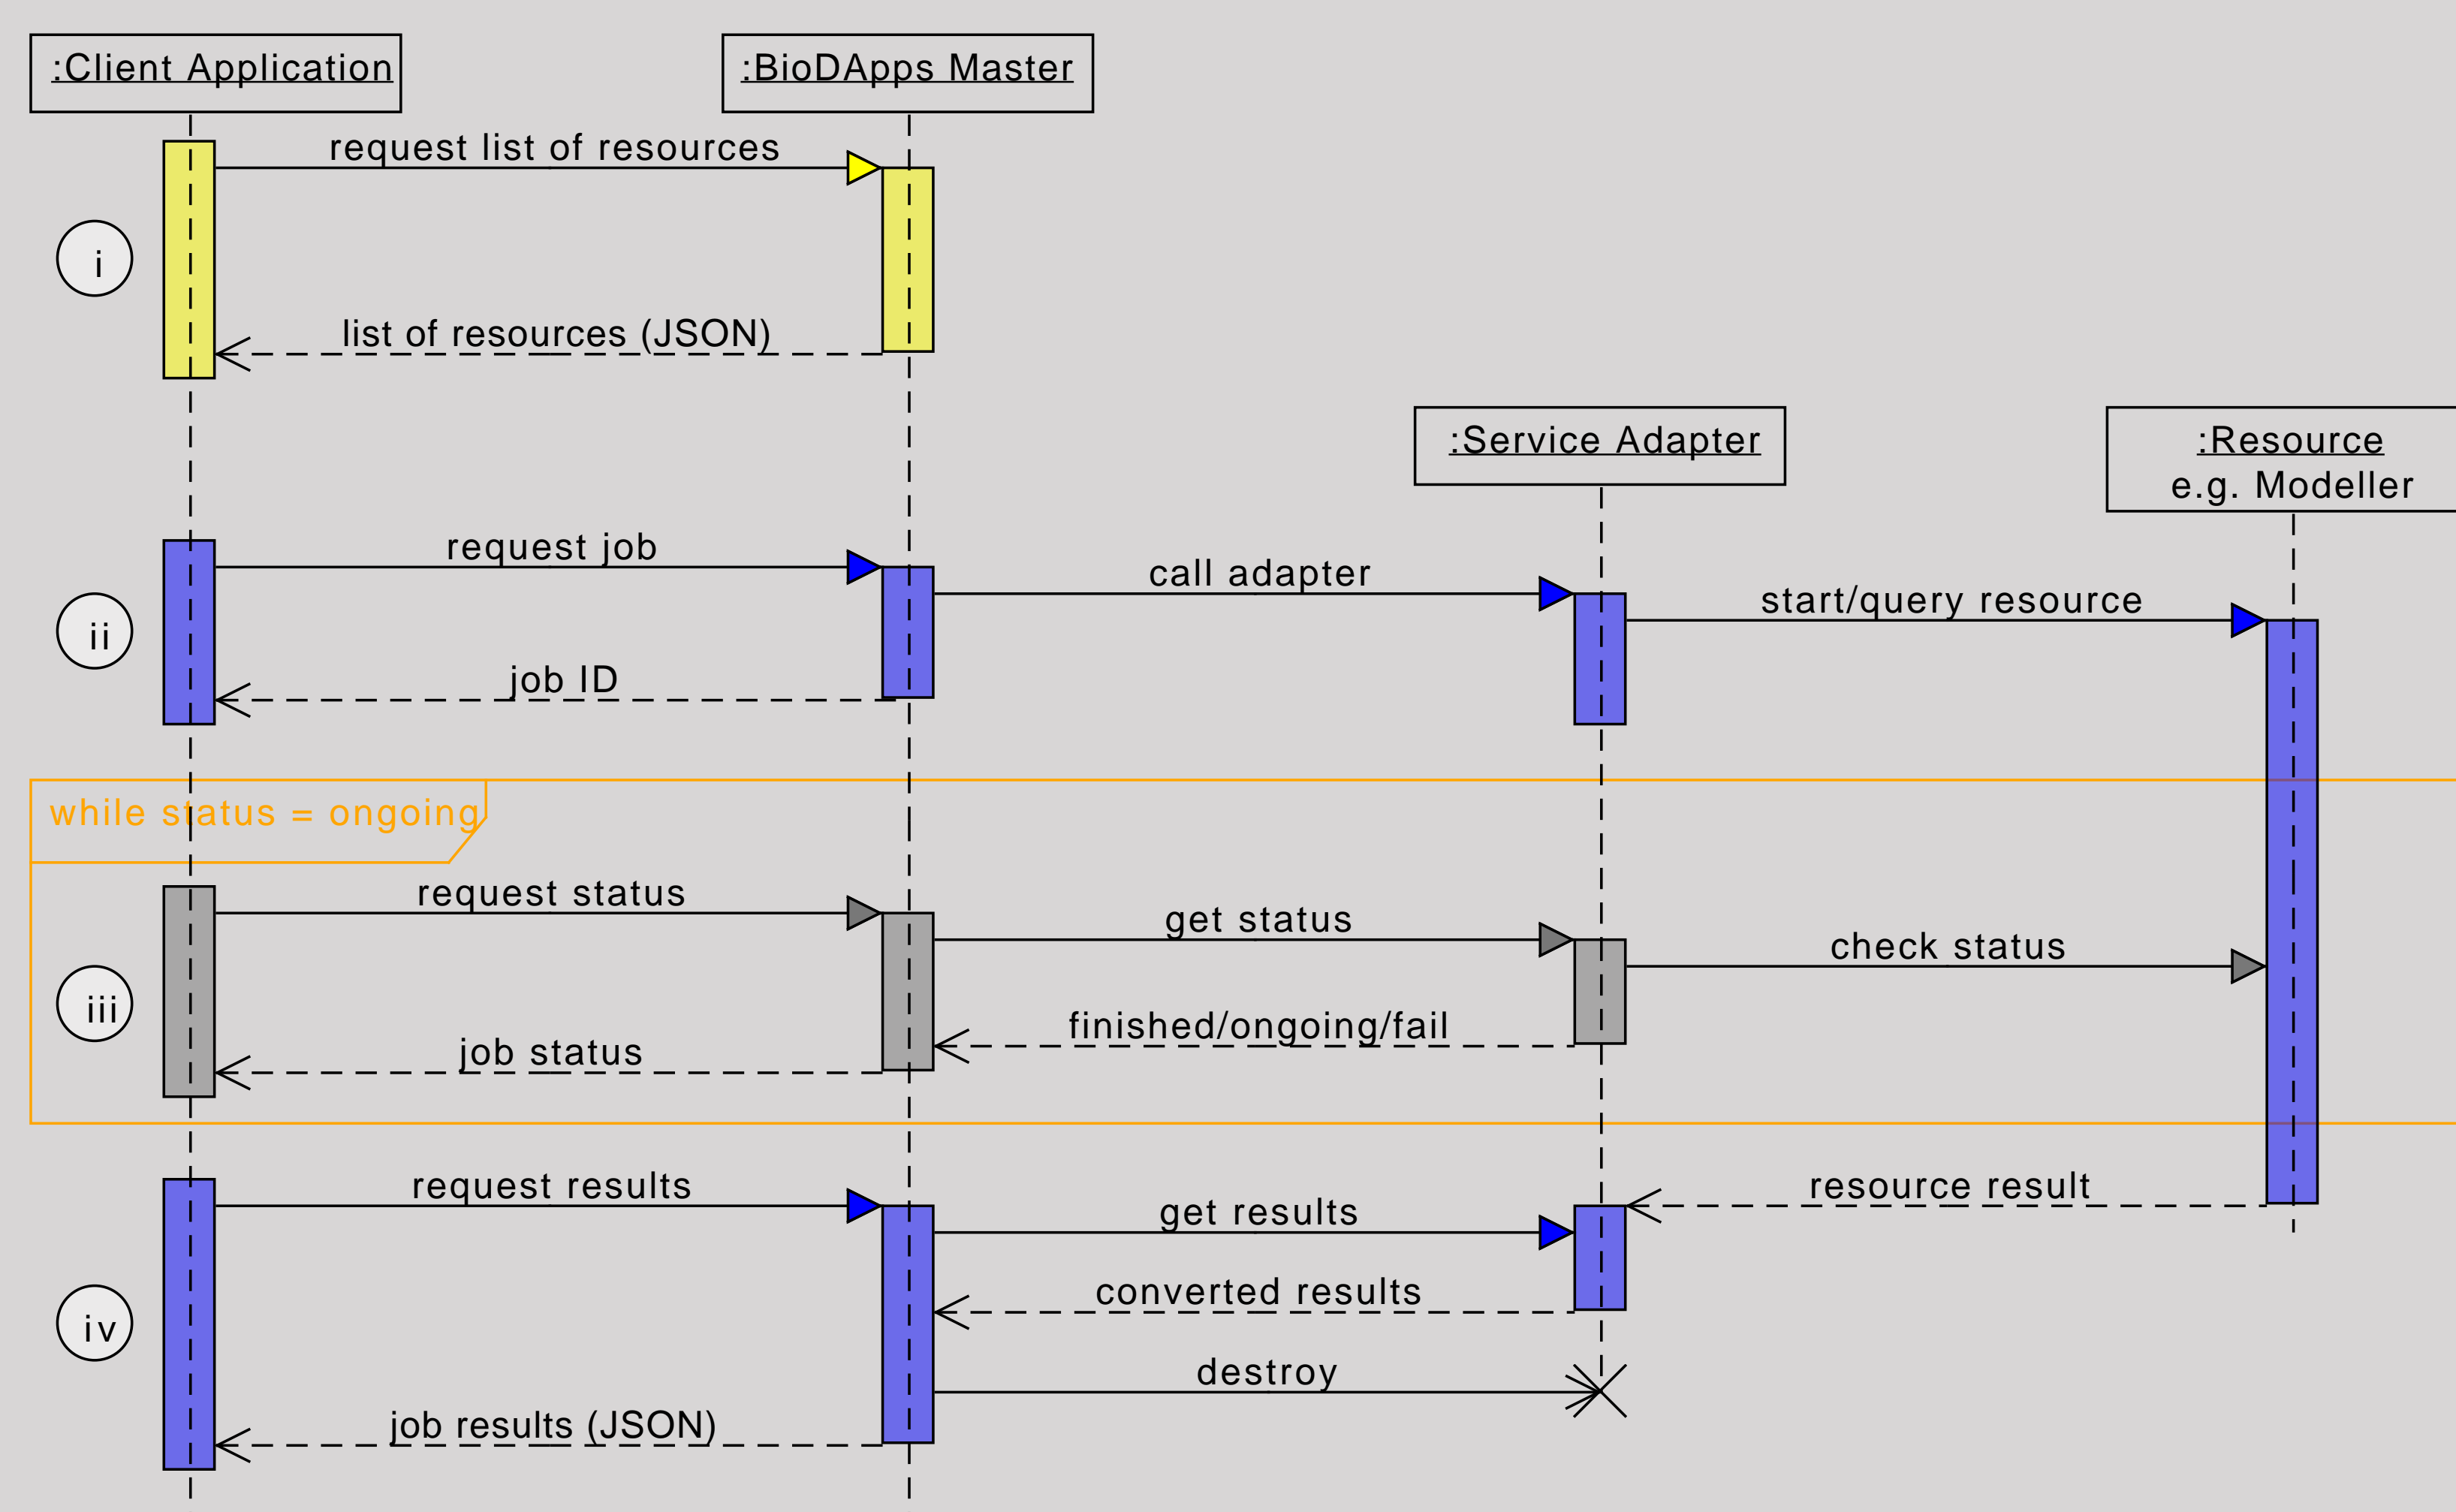 :Client Application
:BioDApps Master
request list of resources
i
list of resources (JSON)
:Service Adapter
:Resource
e.g. Modeller
request job
call adapter
start/query resource
ii
job ID
while status = ongoing
request status
get status
check status
iii
finished/ongoing/fail
job status
request results
resource result
get results
converted results
iv
destroy
job results (JSON)